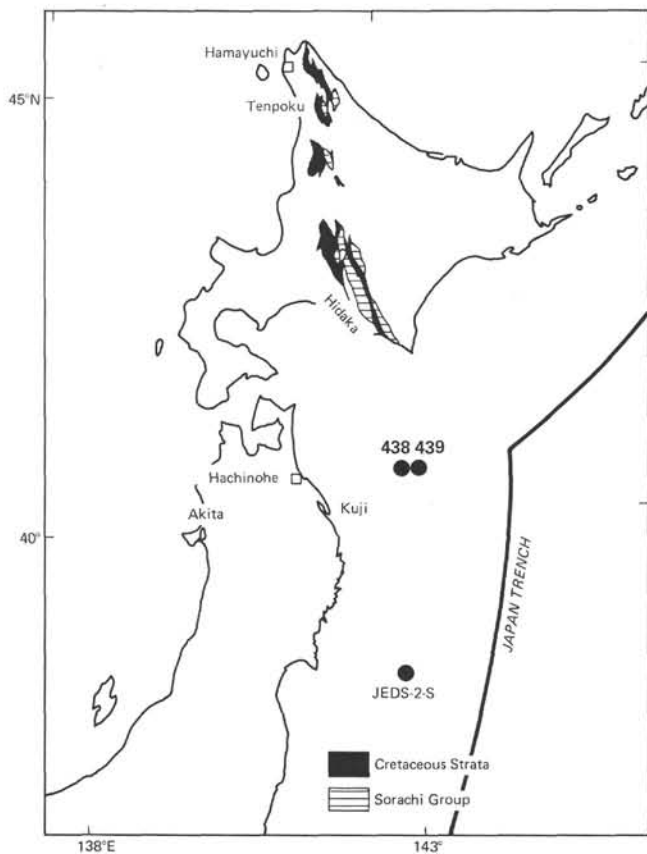 Hamayuchi
45°N
Tenpoku
Hidaka
438 439
Hachinohe
Kuji
Akita
40°
JAPAN TRENCH
JEDS-2-S
Cretaceous Strata
Sorachi Group
138°E
143°